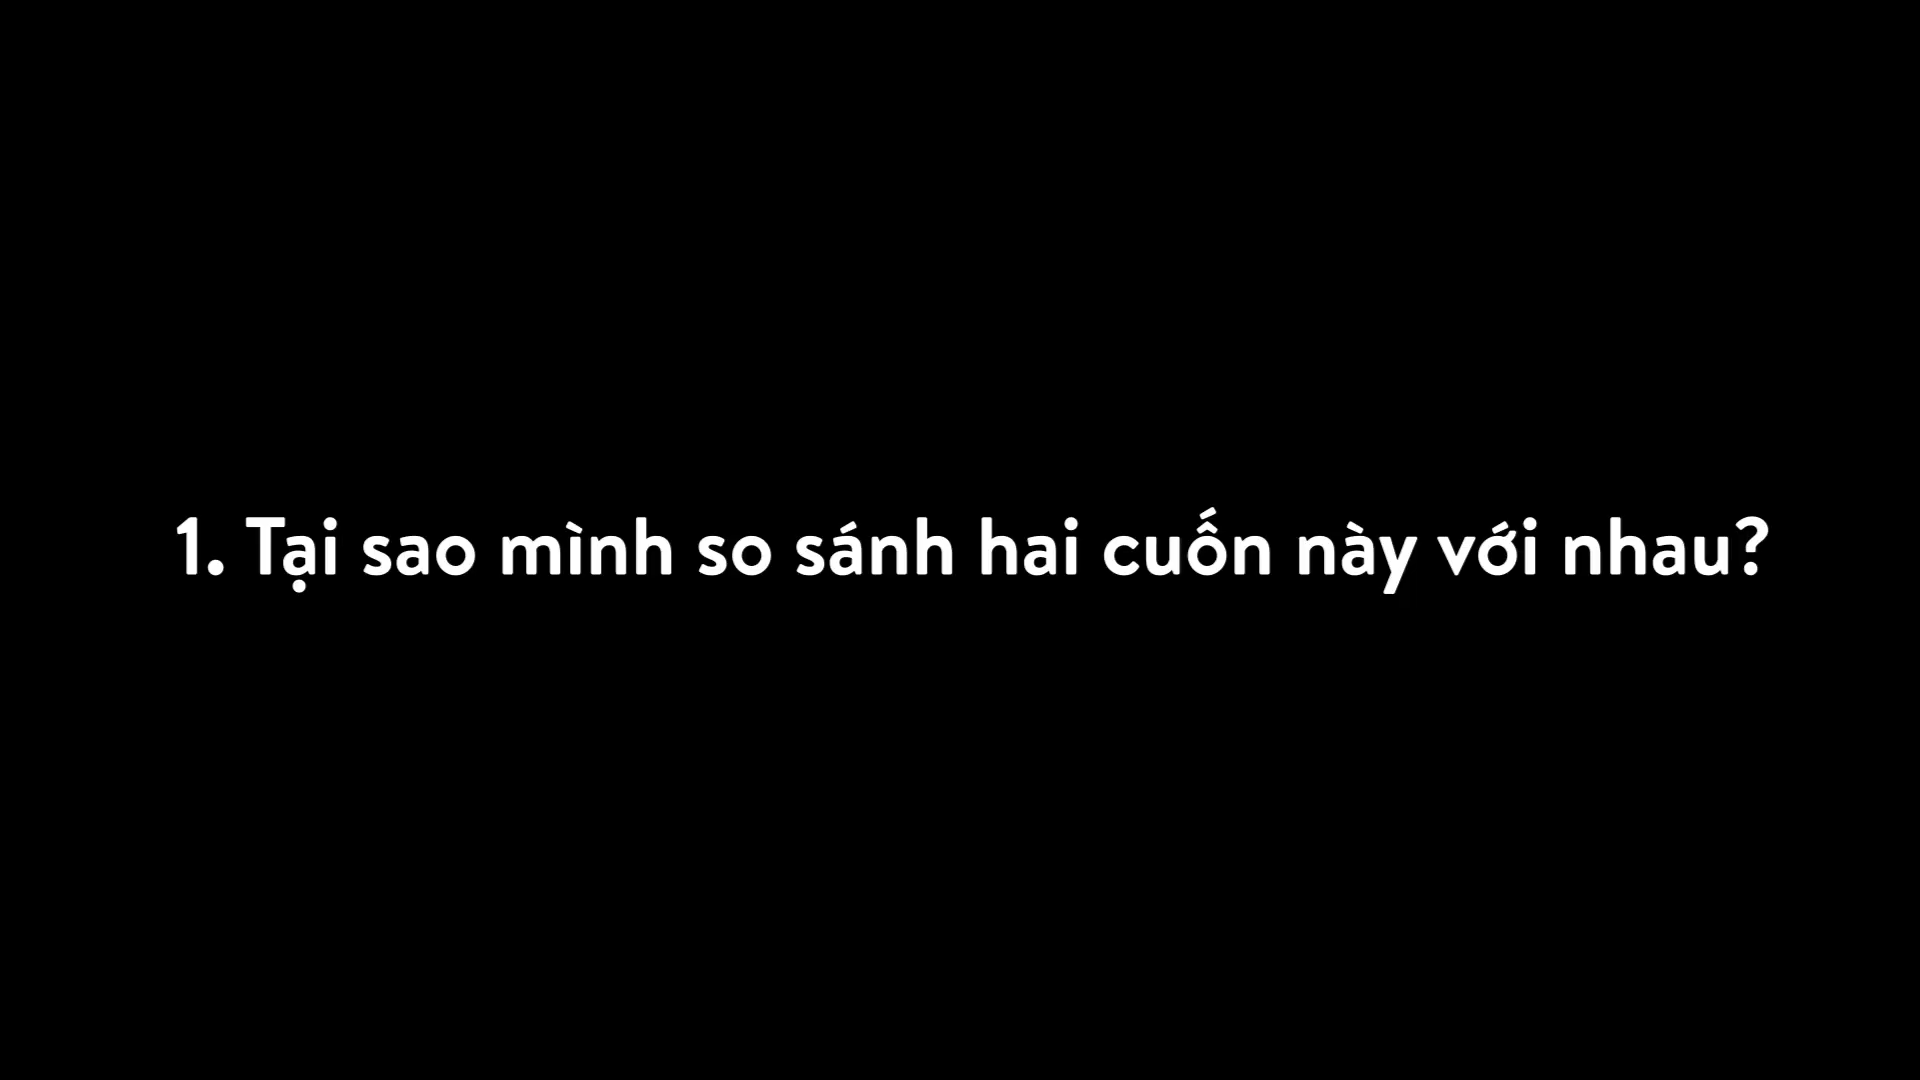 1. Tại sao mình so sánh hai cuốn này với nhau?